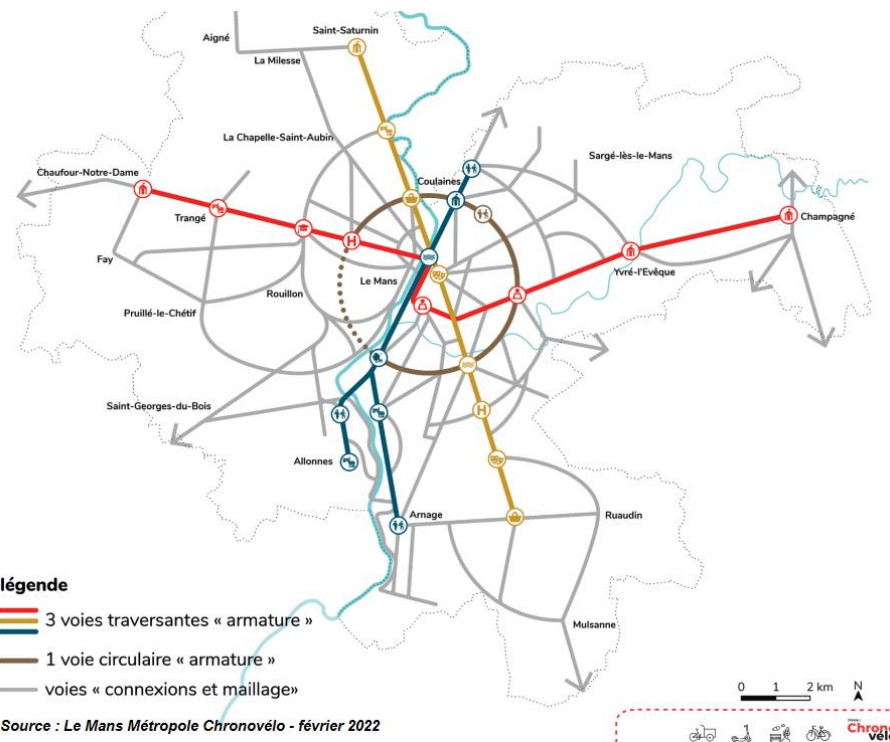 Aigné
Saint-Saturnin
La Milesse
La Chapelle-Saint-Aubin
Chaufour-Notre-Dame
Coulaines
Sargé-lès-le-Mans
Trangé
H
Champagné
Fay
Le Mans
Yvré-l'Evêque
Rouillon
Pruillé-le-Chétif
Saint-Georges-du-Bois
H
Allonnes
Arnage
Ruaudin
Mulsanne
légende
3 voies traversantes « armature »
1 voie circulaire « armature »
voies « connexions et maillage»
0 1 2 km
N
Source : Le Mans Métropole Chronovélo - février 2022
Chrono
vélo